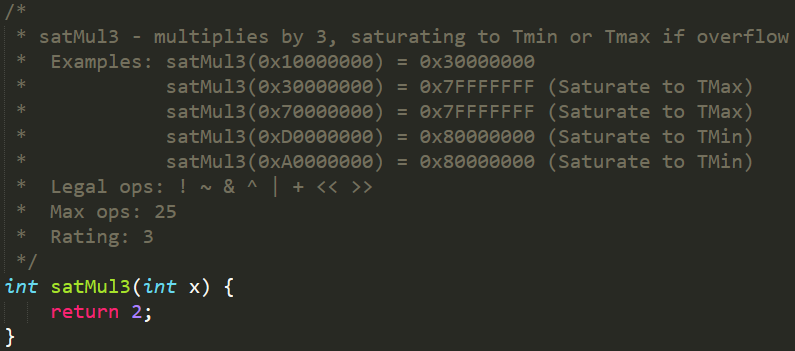 /*
 * satMul3 - multiplies by 3, saturating to Tmin or Tmax if overflow
 *  Examples: satMul3(0x10000000) = 0x30000000
 *            satMul3(0x30000000) = 0x7FFFFFFF (Saturate to TMax)
 *            satMul3(0x70000000) = 0x7FFFFFFF (Saturate to TMax)
 *            satMul3(0xD0000000) = 0x80000000 (Saturate to TMin)
 *            satMul3(0xA0000000) = 0x80000000 (Saturate to TMin)
 *  Legal ops: ! ~ & ^ | + << >>
 *  Max ops: 25
 *  Rating: 3
 */
int satMul3(int x) {
    return 2;
}